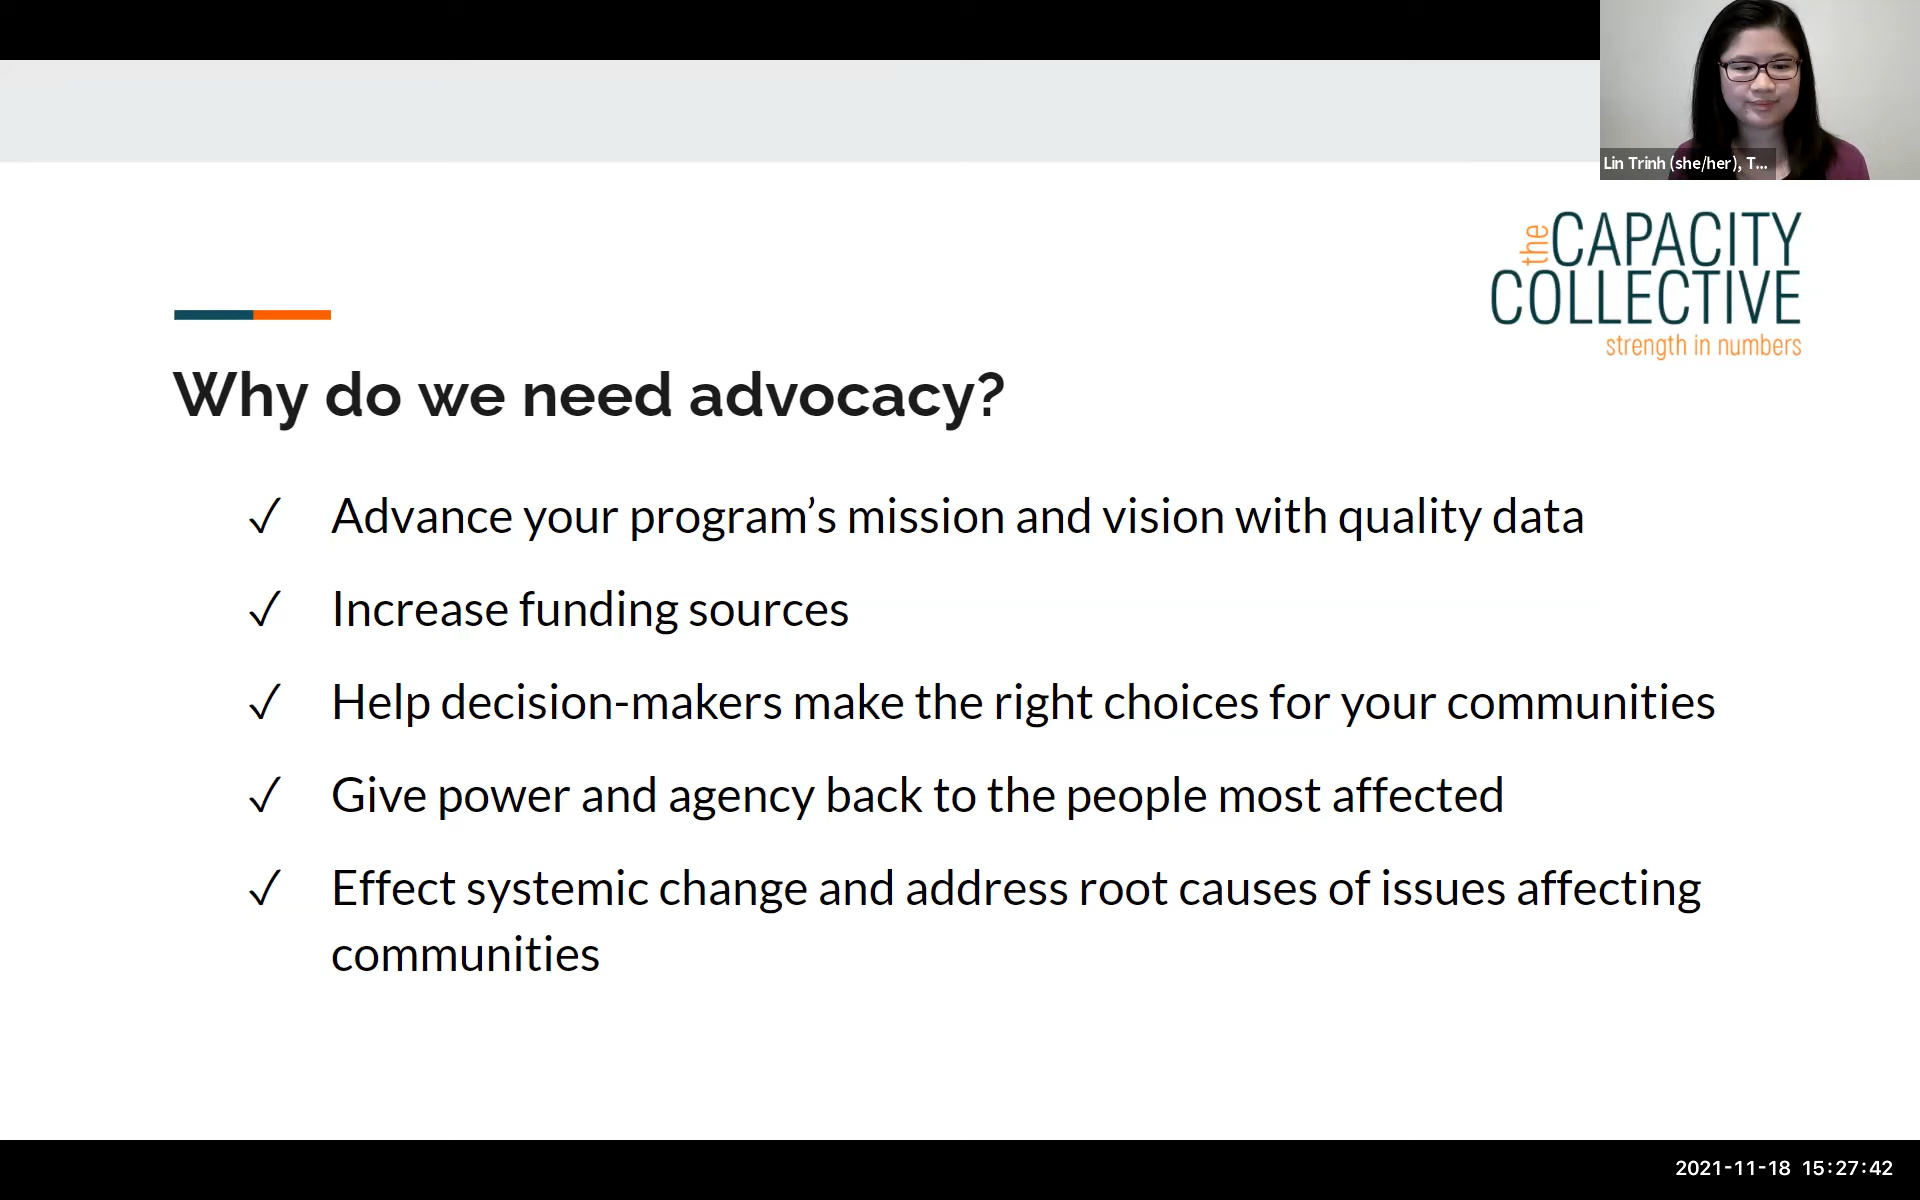 Lin Trinh (she/her), T...
the CAPACITY
COLLECTIVE
strength in numbers
Why do we need advocacy?
✓ Advance your program’s mission and vision with quality data
✓ Increase funding sources
✓ Help decision-makers make the right choices for your communities
✓ Give power and agency back to the people most affected
✓ Effect systemic change and address root causes of issues affecting
communities
2021-11-18 15:27:42